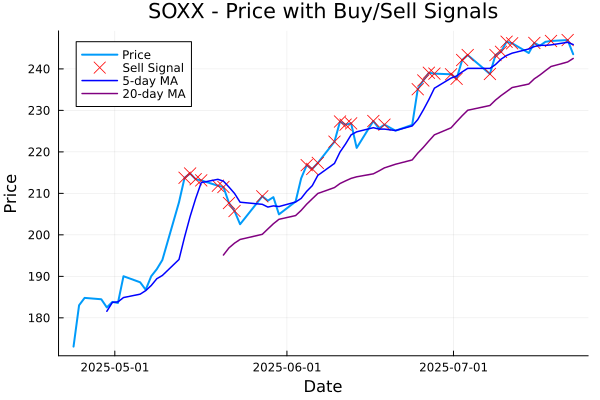 SOXX - Price with Buy/Sell Signals
Price
Sell Signal
5-day MA
20-day MA
240
230
220
210
200
190
180
Price
2025-05-01
2025-06-01
2025-07-01
Date